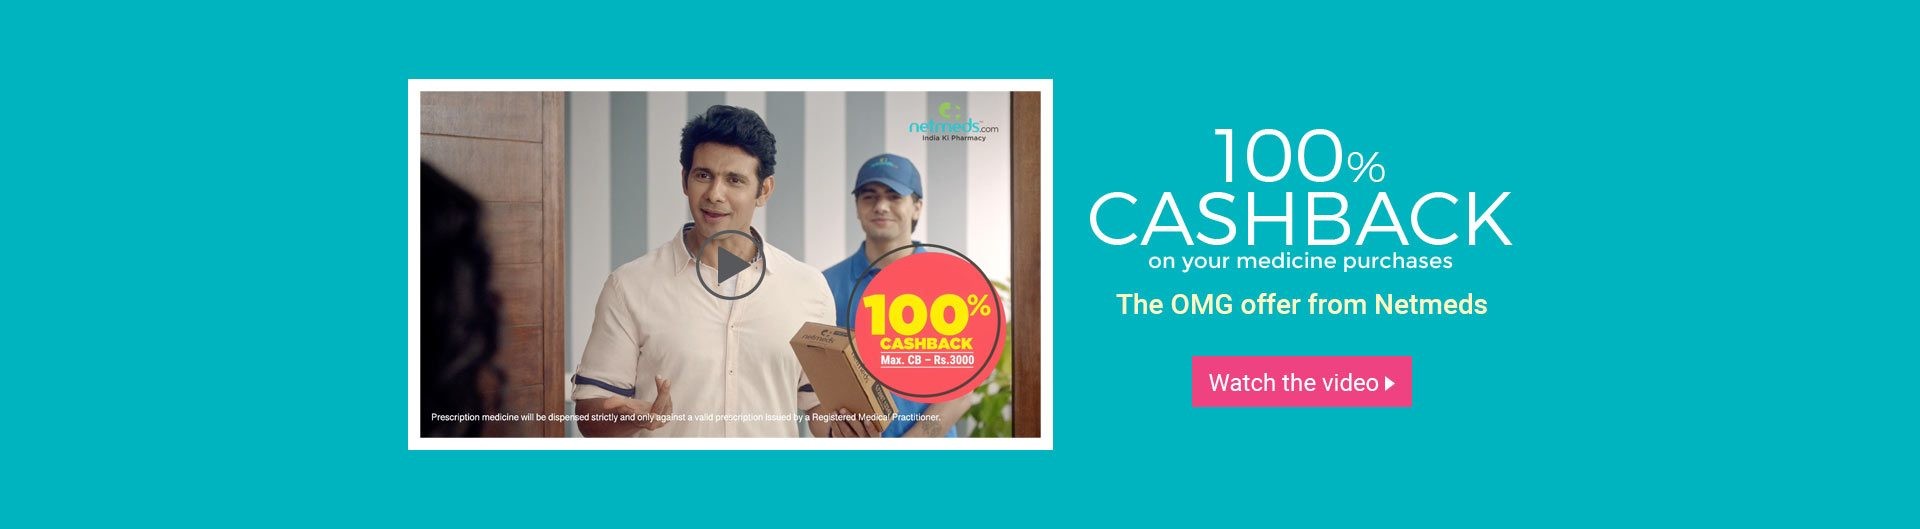 netmeds.com
India Ki Pharmacy
netmeds
100%
CASHBACK
Max. CB – Rs.3000
Prescription medicine will be dispensed strictly and only against a valid prescription Issued by a Registered Medical Practitioner.
100%
CASHBACK
on your medicine purchases
The OMG offer from Netmeds
Watch the video